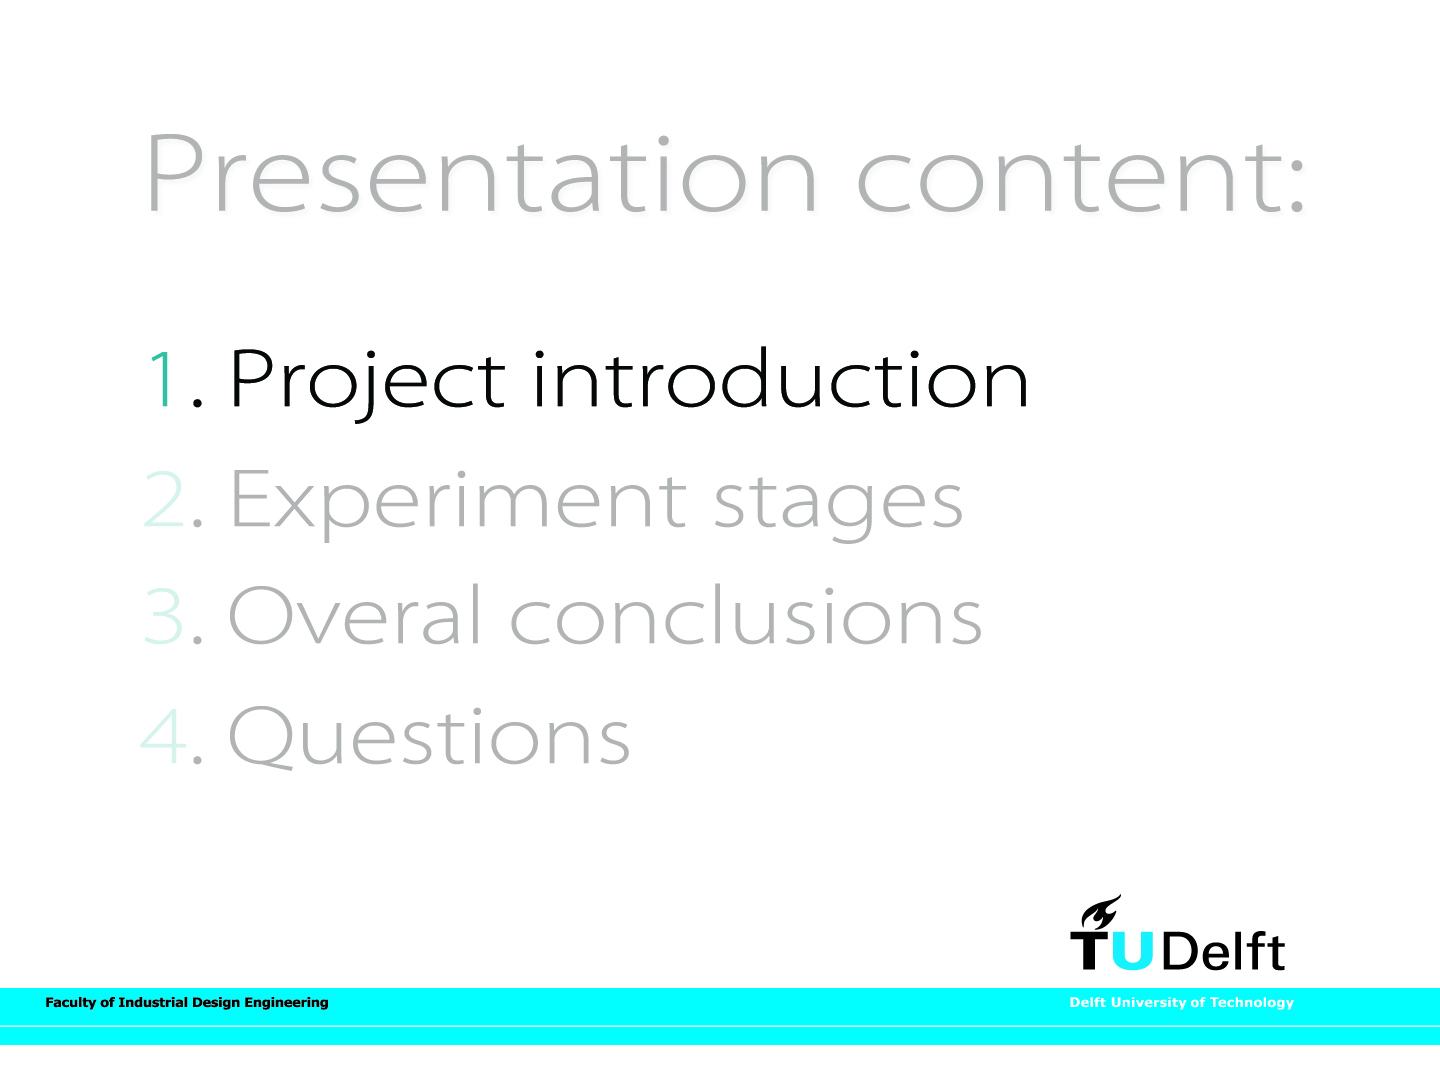 Presentation content:
1. Project introduction
2. Experiment stages
3. Overal conclusions
4. Questions
TUDelft
Faculty of Industrial Design Engineering
Delft University of Technology